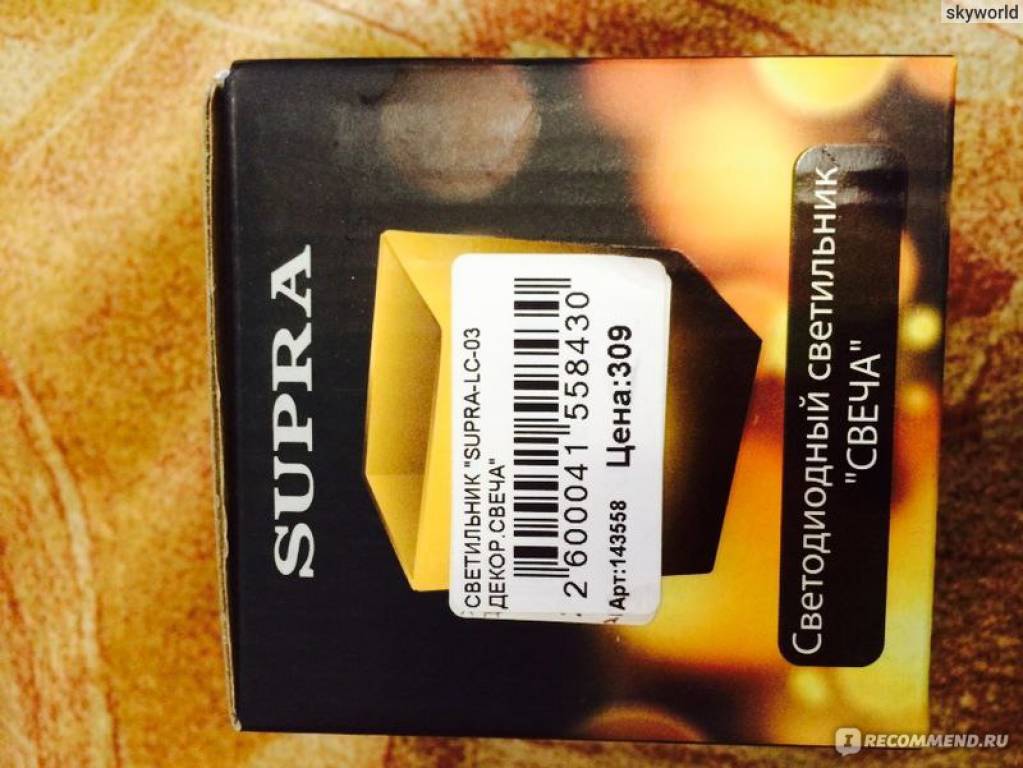 skyworld
SUPRA
СВЕТИЛЬНИК "SUPRA-LC-03
ДЕКОР.СВЕЧА"
2 600041 558430
Арт:143558 Цена:309
Светодиодный светильник
"СВЕЧА"
RECOMMEND.RU